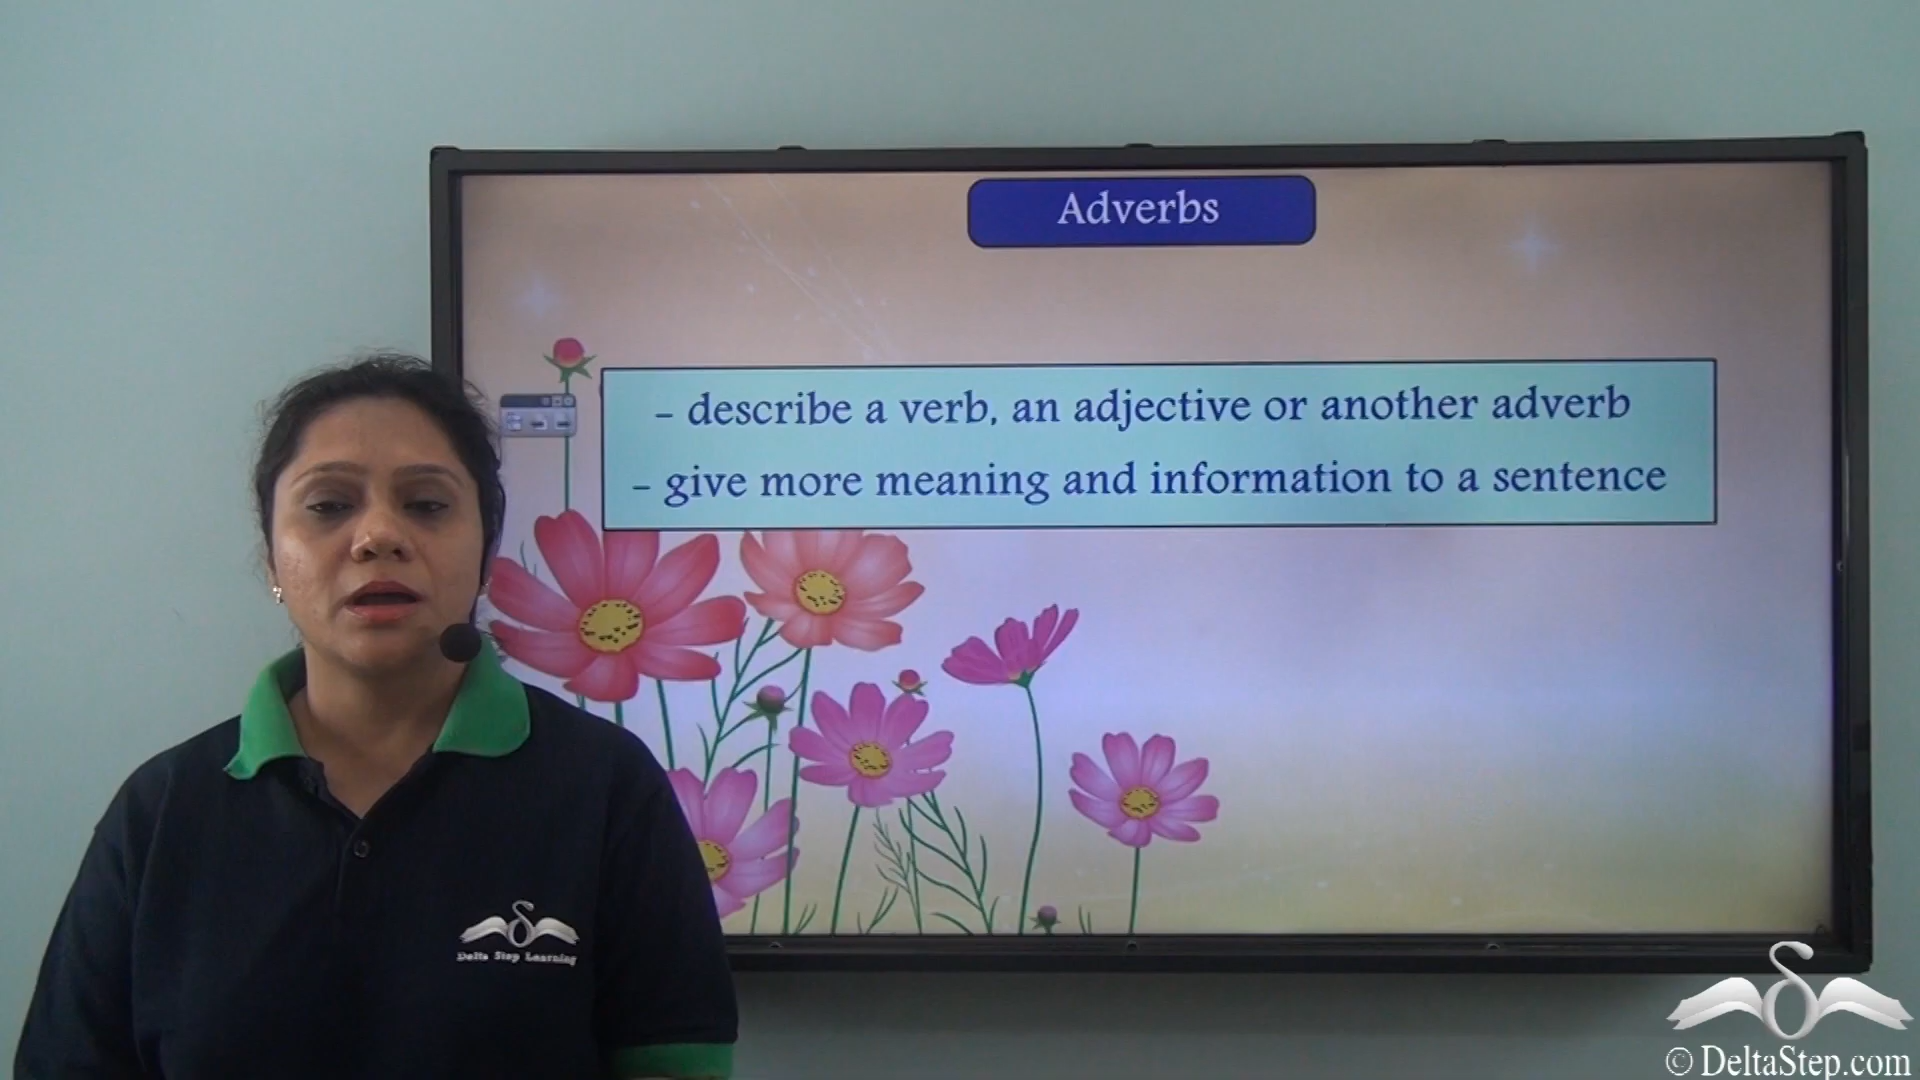 Adverbs
- describe a verb, an adjective or another adverb
- give more meaning and information to a sentence
Delta Step Learning
© DeltaStep.com